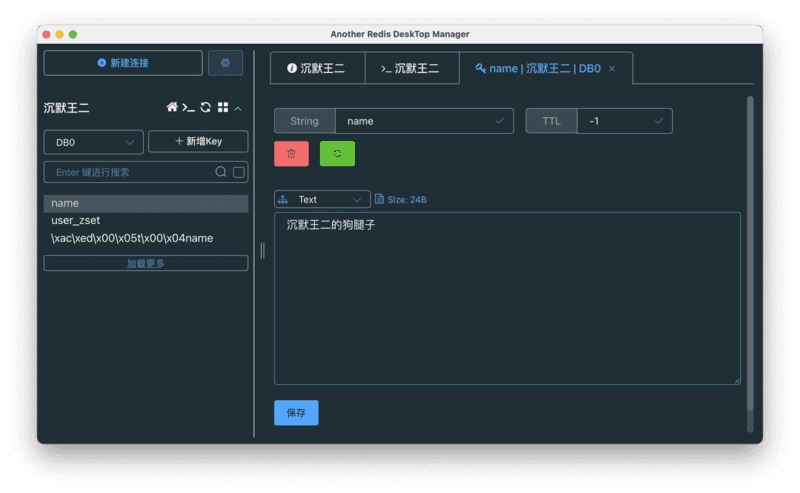 Another Redis DeskTop Manager
新建连接
沉默王二
DB0
新增Key
Enter 键进行搜索
name
user_zset
\xac\xed\x00\x05t\x00\x04name
加载更多
沉默王二
>_ 沉默王二
name | 沉默王二 | DB0 ×
String name
TTL -1
Text
Size: 24B
沉默王二的狗腿子
保存